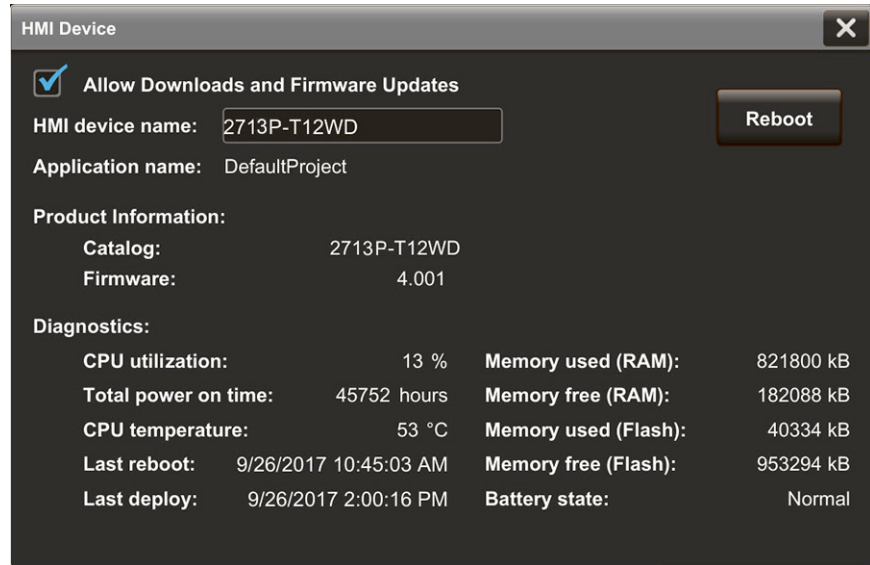 HMI Device
Allow Downloads and Firmware Updates
HMI device name: 2713P-T12WD
Reboot
Application name: DefaultProject
Product Information:
Catalog: 2713P-T12WD
Firmware: 4.001
Diagnostics:
CPU utilization: 13 % Memory used (RAM): 821800 kB
Total power on time: 45752 hours Memory free (RAM): 182088 kB
CPU temperature: 53 °C Memory used (Flash): 40334 kB
Last reboot: 9/26/2017 10:45:03 AM Memory free (Flash): 953294 kB
Last deploy: 9/26/2017 2:00:16 PM Battery state: Normal